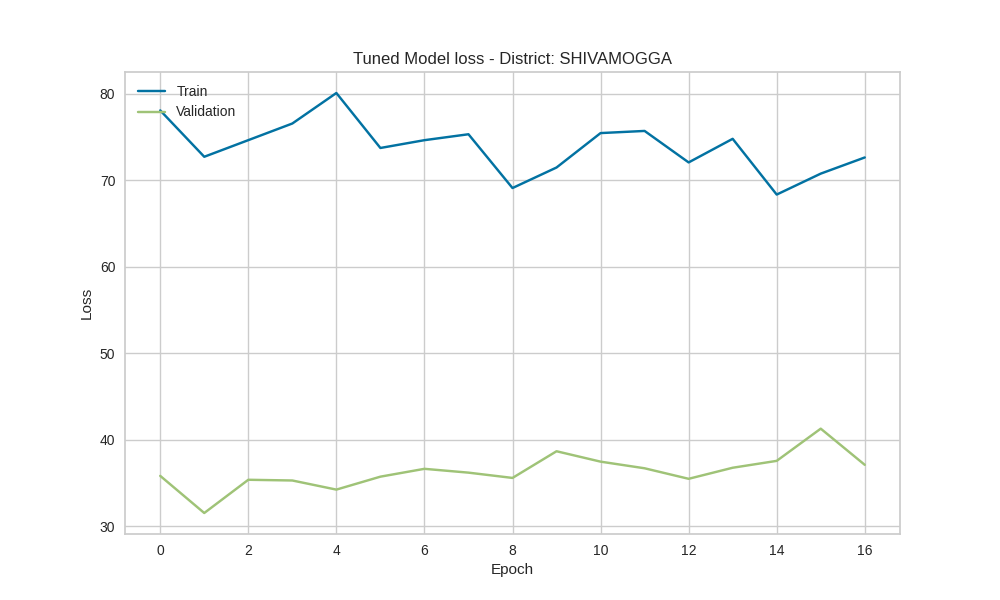 Tuned Model loss - District: SHIVAMOGGA
Train
Validation
80
70
60
50
40
30
Loss
0 2 4 6 8 10 12 14 16
Epoch